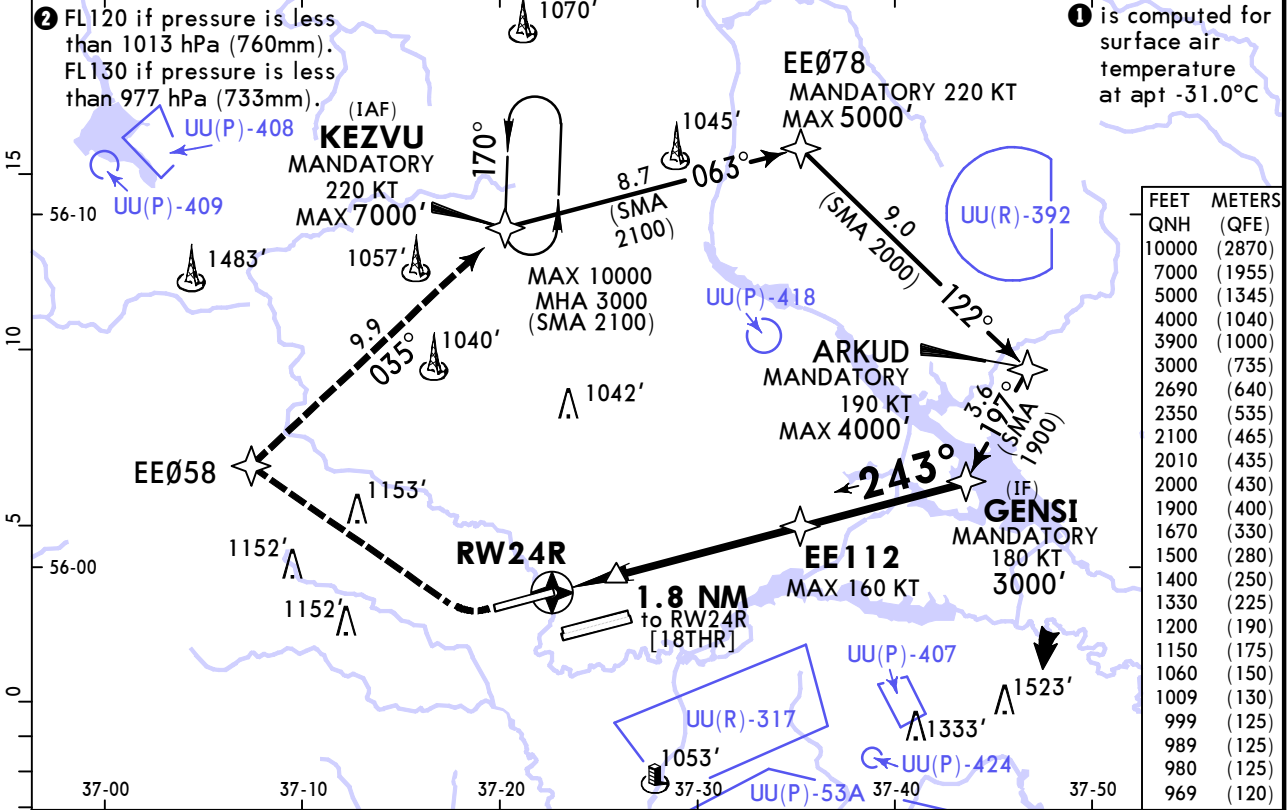 ❷ FL120 if pressure is less
than 1013 hPa (760mm).
FL130 if pressure is less
than 977 hPa (733mm).
1070'
❶ is computed for
surface air
temperature
at apt -31.0°C
EEØ78
MANDATORY 220 KT
MAX 5000'
(IAF)
KEZVU
MANDATORY
220 KT
MAX 7000'
170°
1045'
UU(P)-408
UU(P)-409
8.7
063°
(SMA
2100)
9.0
(SMA 2000)
122°
UU(R)-392
15
56-10
1483'
1057'
MAX 10000
MHA 3000
(SMA 2100)
UU(P)-418
10
9.9
035°
1040'
1042'
ARKUD
MANDATORY
190 KT
MAX 4000'
3.6
197°
(SMA
1900)
EEØ58
1153'
243°
(IF)
GENSI
MANDATORY
180 KT
3000'
5
56-00
1152'
1152'
RW24R
1.8 NM
to RW24R
[18THR]
EE112
MAX 160 KT
0
UU(R)-317
UU(P)-407
1523'
1333'
1053'
UU(P)-424
UU(P)-53A
37-00
37-10
37-20
37-30
37-40
37-50
FEET METERS
QNH (QFE)
10000 (2870)
7000 (1955)
5000 (1345)
4000 (1040)
3900 (1000)
3000 (735)
2690 (640)
2350 (535)
2100 (465)
2010 (435)
2000 (430)
1900 (400)
1670 (330)
1500 (280)
1400 (250)
1330 (225)
1200 (190)
1150 (175)
1060 (150)
1009 (130)
999 (125)
989 (125)
980 (125)
969 (120)